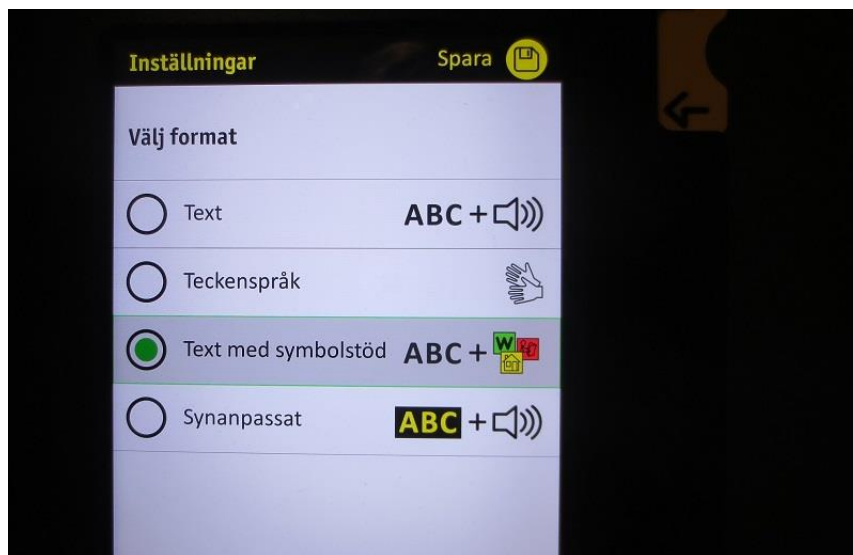 Inställningar Spara
Välj format
Text ABC +
Teckenspråk
Text med symbolstöd ABC + W
Synanpassat ABC +